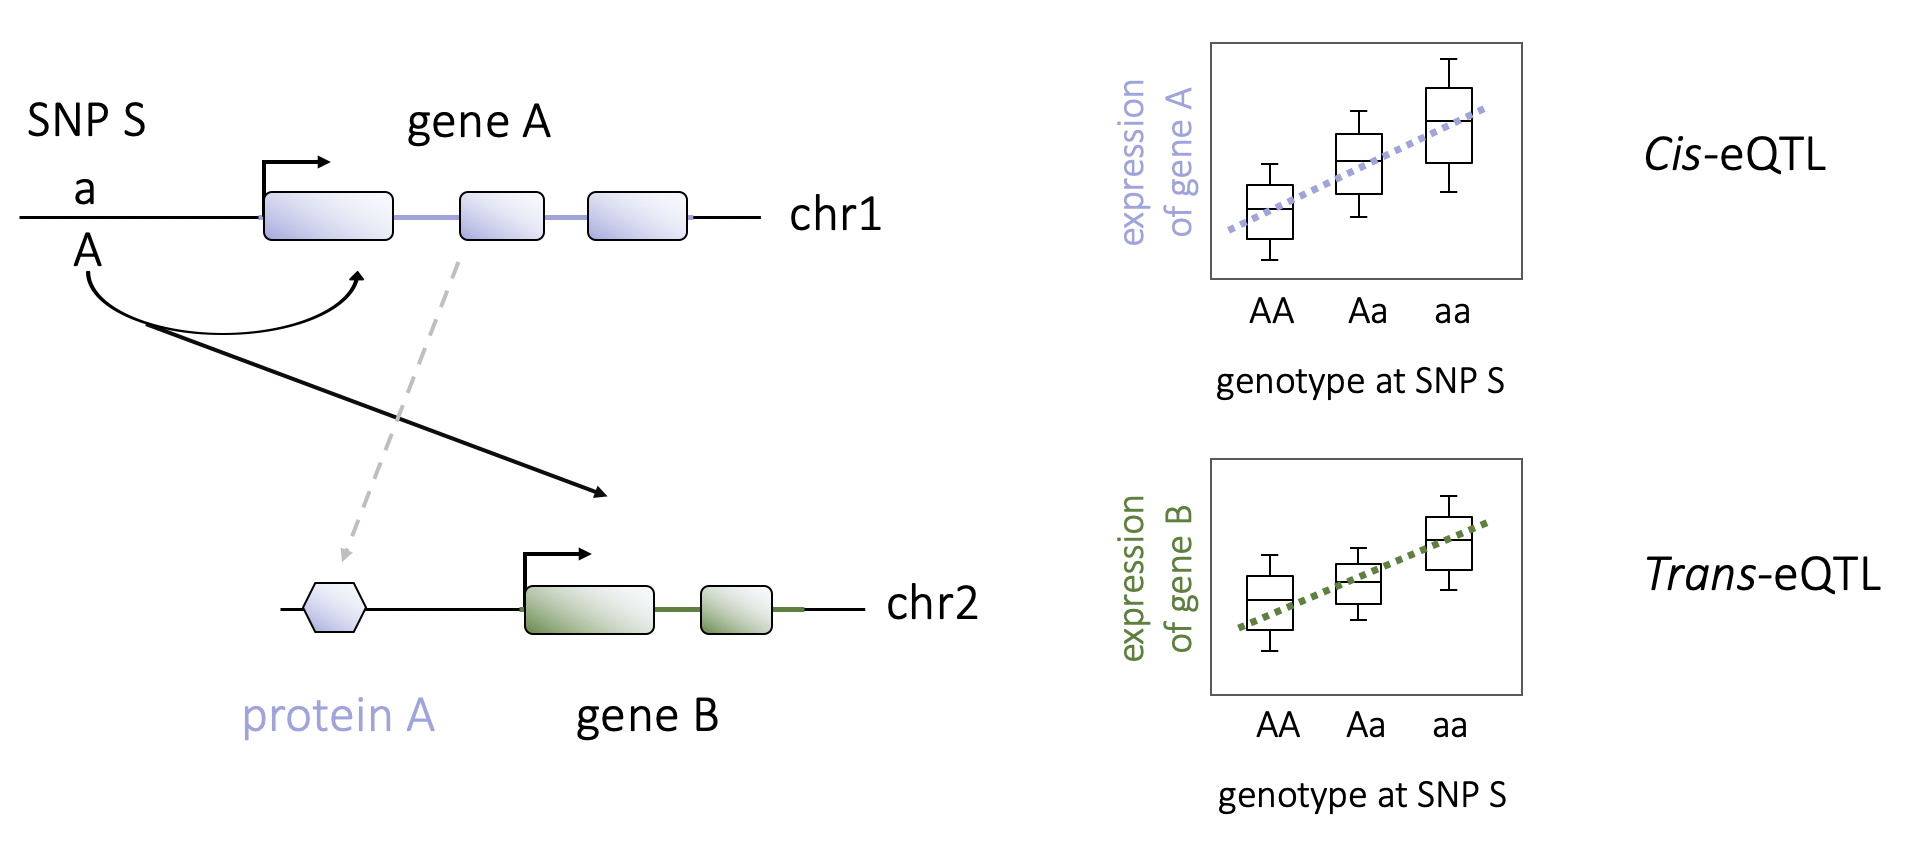 SNP S
gene A
a
A
chr1
protein A
gene B
chr2
expression
of gene A
AA Aa aa
genotype at SNP S
Cis-eQTL
expression
of gene B
AA Aa aa
genotype at SNP S
Trans-eQTL